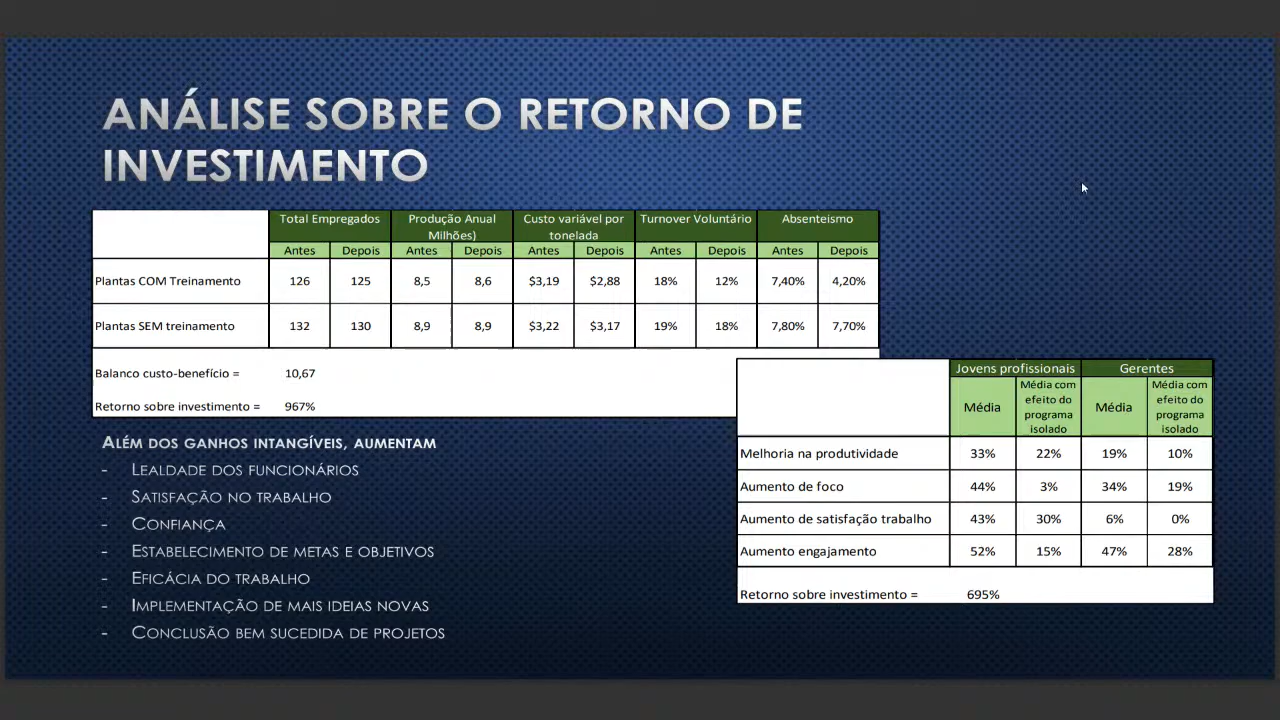 ANÁLISE SOBRE O RETORNO DE
INVESTIMENTO
Total Empregados Produção Anual Milhões) Custo variável por tonelada Turnover Voluntário Absenteismo
Antes Depois Antes Depois Antes Depois Antes Depois Antes Depois
Plantas COM Treinamento 126 125 8,5 8,6 $3,19 $2,88 18% 12% 7,40% 4,20%
Plantas SEM treinamento 132 130 8,9 8,9 $3,22 $3,17 19% 18% 7,80% 7,70%
Balanco custo-benefício = 10,67
Retorno sobre investimento = 967%
ALÉM DOS GANHOS INTANGÍVEIS, AUMENTAM
- LEALDADE DOS FUNCIONÁRIOS
- SATISFAÇÃO NO TRABALHO
- CONFIANÇA
- ESTABELECIMENTO DE METAS E OBJETIVOS
- EFICÁCIA DO TRABALHO
- IMPLEMENTAÇÃO DE MAIS IDEIAS NOVAS
- CONCLUSÃO BEM SUCEDIDA DE PROJETOS
Jovens profissionais Gerentes
Média Média com efeito do programa isolado Média Média com efeito do programa isolado
Melhoria na produtividade 33% 22% 19% 10%
Aumento de foco 44% 3% 34% 19%
Aumento de satisfação trabalho 43% 30% 6% 0%
Aumento engajamento 52% 15% 47% 28%
Retorno sobre investimento = 695%